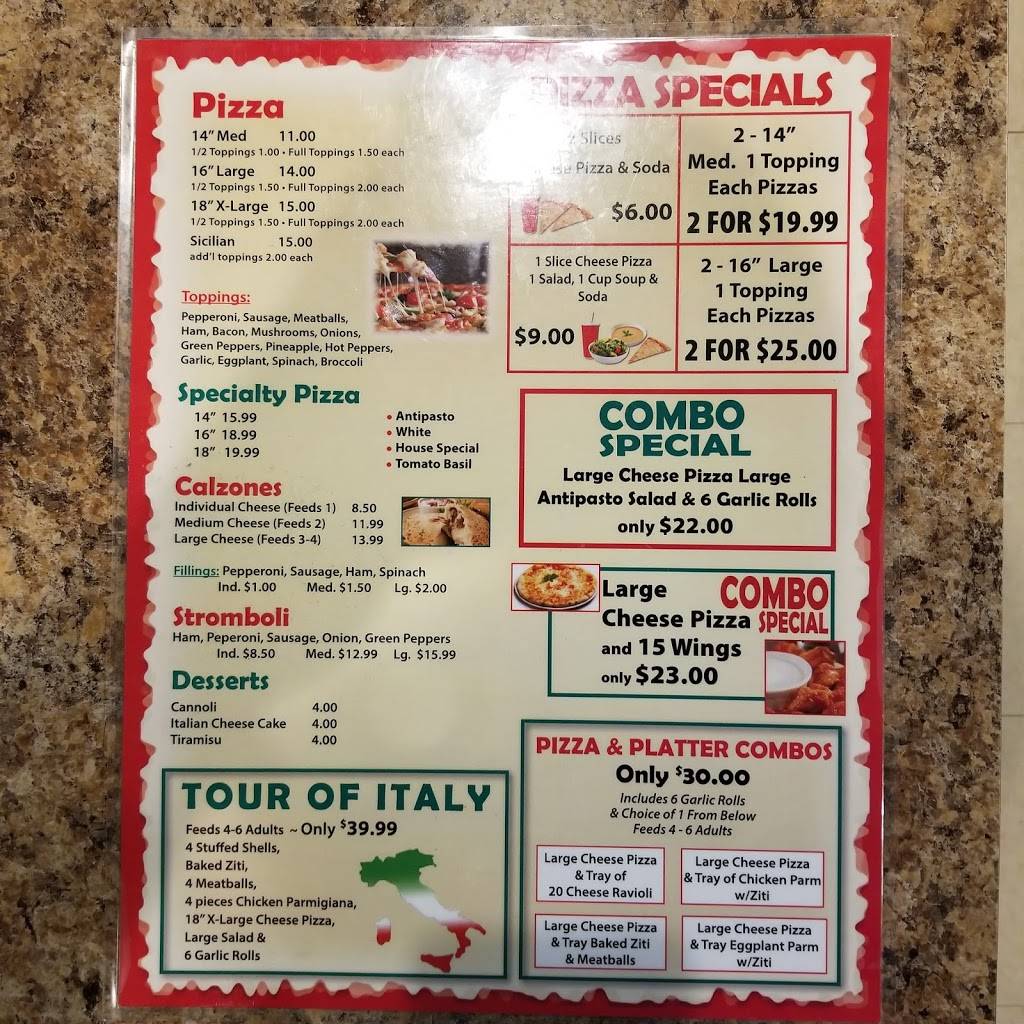 Pizza
14" Med 11.00
1/2 Toppings 1.00 • Full Toppings 1.50 each
16" Large 14.00
1/2 Toppings 1.50 • Full Toppings 2.00 each
18" X-Large 15.00
1/2 Toppings 1.50 • Full Toppings 2.00 each
Sicilian 15.00
add'l toppings 2.00 each
Toppings:
Pepperoni, Sausage, Meatballs,
Ham, Bacon, Mushrooms, Onions,
Green Peppers, Pineapple, Hot Peppers,
Garlic, Eggplant, Spinach, Broccoli
Specialty Pizza
14" 15.99
16" 18.99
18" 19.99
• Antipasto
• White
• House Special
• Tomato Basil
Calzones
Individual Cheese (Feeds 1) 8.50
Medium Cheese (Feeds 2) 11.99
Large Cheese (Feeds 3-4) 13.99
Fillings: Pepperoni, Sausage, Ham, Spinach
Ind. $1.00 Med. $1.50 Lg. $2.00
Stromboli
Ham, Peperoni, Sausage, Onion, Green Peppers
Ind. $8.50 Med. $12.99 Lg. $15.99
Desserts
Cannoli 4.00
Italian Cheese Cake 4.00
Tiramisu 4.00
TOUR OF ITALY
Feeds 4-6 Adults ~ Only $39.99
4 Stuffed Shells,
Baked Ziti,
4 Meatballs,
4 pieces Chicken Parmigiana,
18" X-Large Cheese Pizza,
Large Salad &
6 Garlic Rolls
PIZZA SPECIALS
2 Slices
Pizza & Soda
$6.00
2 - 14"
Med. 1 Topping
Each Pizzas
2 FOR $19.99
1 Slice Cheese Pizza
1 Salad, 1 Cup Soup &
Soda
$9.00
2 - 16" Large
1 Topping
Each Pizzas
2 FOR $25.00
COMBO
SPECIAL
Large Cheese Pizza Large
Antipasto Salad & 6 Garlic Rolls
only $22.00
COMBO
SPECIAL
Large
Cheese Pizza
and 15 Wings
only $23.00
PIZZA & PLATTER COMBOS
Only $30.00
Includes 6 Garlic Rolls
& Choice of 1 From Below
Feeds 4 - 6 Adults
Large Cheese Pizza
& Tray of
20 Cheese Ravioli
Large Cheese Pizza
& Tray of Chicken Parm
w/Ziti
Large Cheese Pizza
& Tray Baked Ziti
& Meatballs
Large Cheese Pizza
& Tray Eggplant Parm
w/Ziti